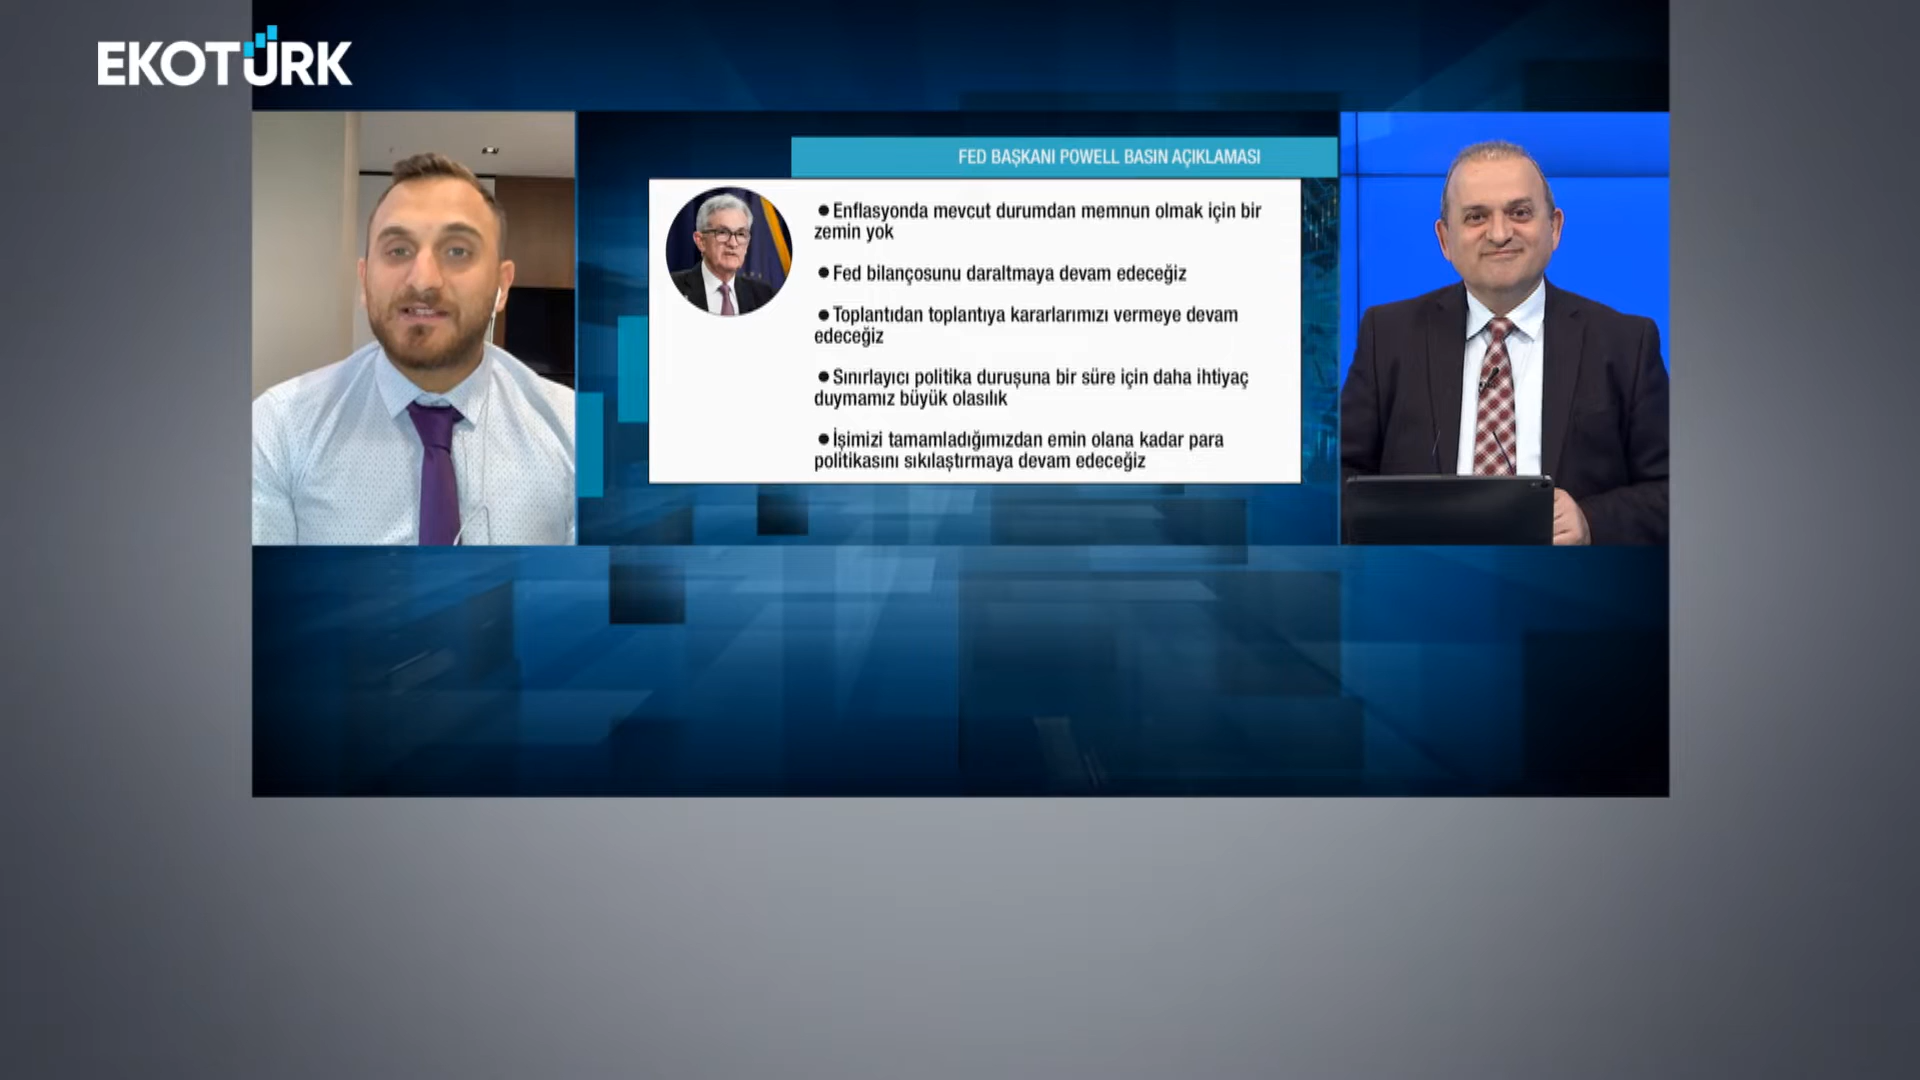 EKOTÜRK
FED BAŞKANI POWELL BASIN AÇIKLAMASI
●Enflasyonda mevcut durumdan memnun olmak için bir
zemin yok
●Fed bilançosunu daraltmaya devam edeceğiz
●Toplantıdan toplantıya kararlarımızı vermeye devam
edeceğiz
●Sınırlayıcı politika duruşuna bir süre için daha ihtiyaç
duymamız büyük olasılık
●İşimizi tamamladığımızdan emin olana kadar para
politikasını sıkılaştırmaya devam edeceğiz